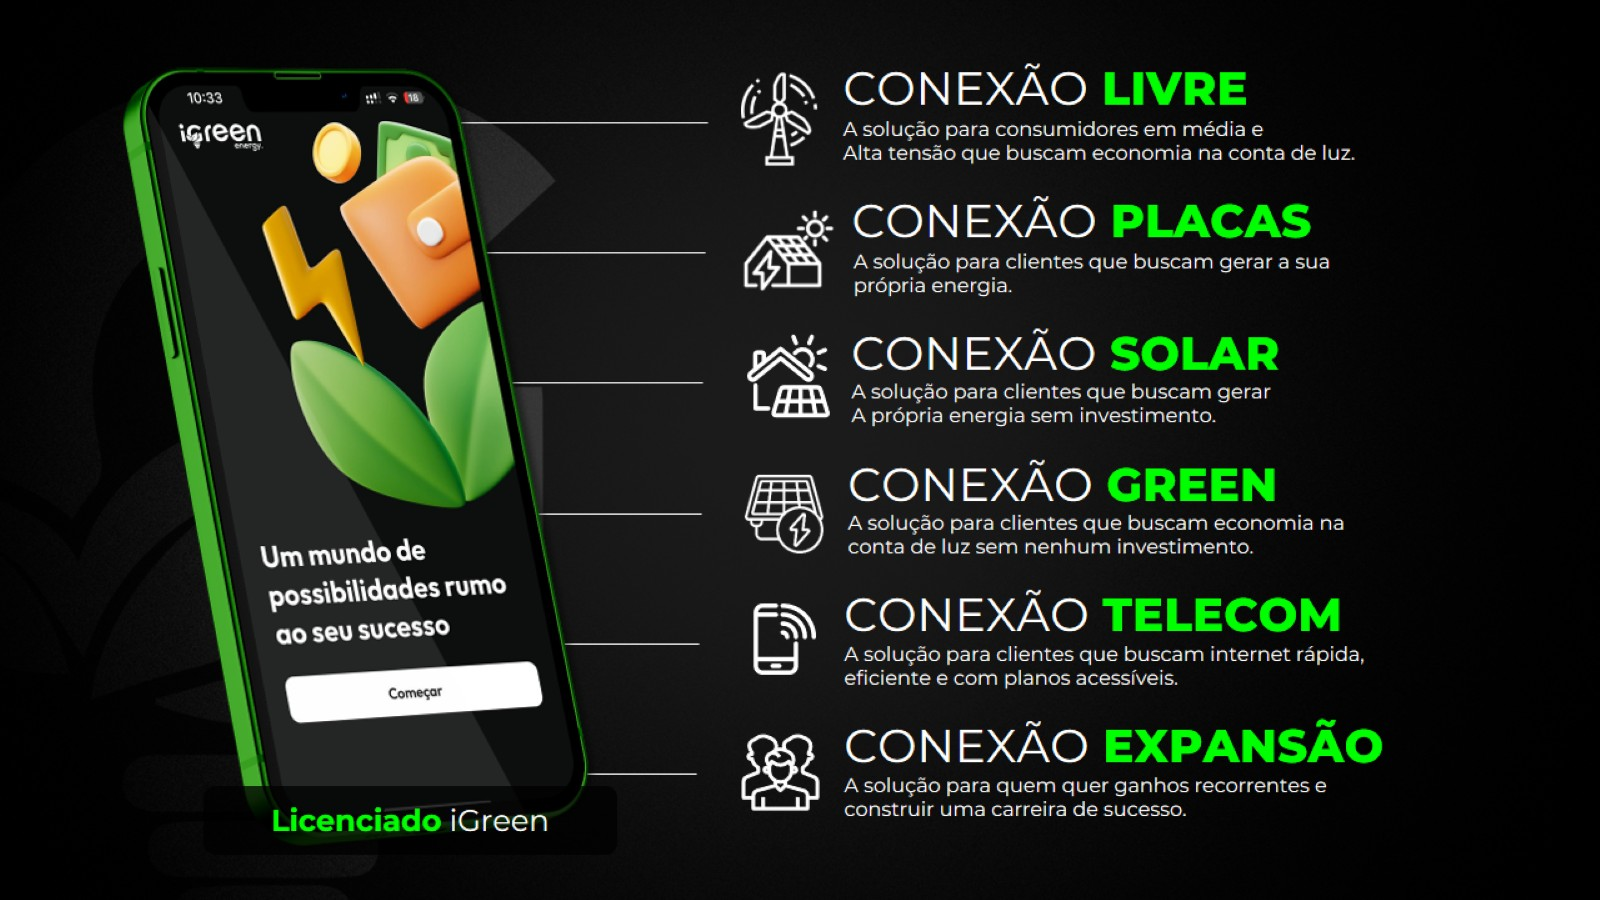 10:33
18
iGreen
energy.
Um mundo de
possibilidades rumo
ao seu sucesso
Começar
Licenciado iGreen
CONEXÃO LIVRE
A solução para consumidores em média e
Alta tensão que buscam economia na conta de luz.
CONEXÃO PLACAS
A solução para clientes que buscam gerar a sua
própria energia.
CONEXÃO SOLAR
A solução para clientes que buscam gerar
A própria energia sem investimento.
CONEXÃO GREEN
A solução para clientes que buscam economia na
conta de luz sem nenhum investimento.
CONEXÃO TELECOM
A solução para clientes que buscam internet rápida,
eficiente e com planos acessíveis.
CONEXÃO EXPANSÃO
A solução para quem quer ganhos recorrentes e
construir uma carreira de sucesso.